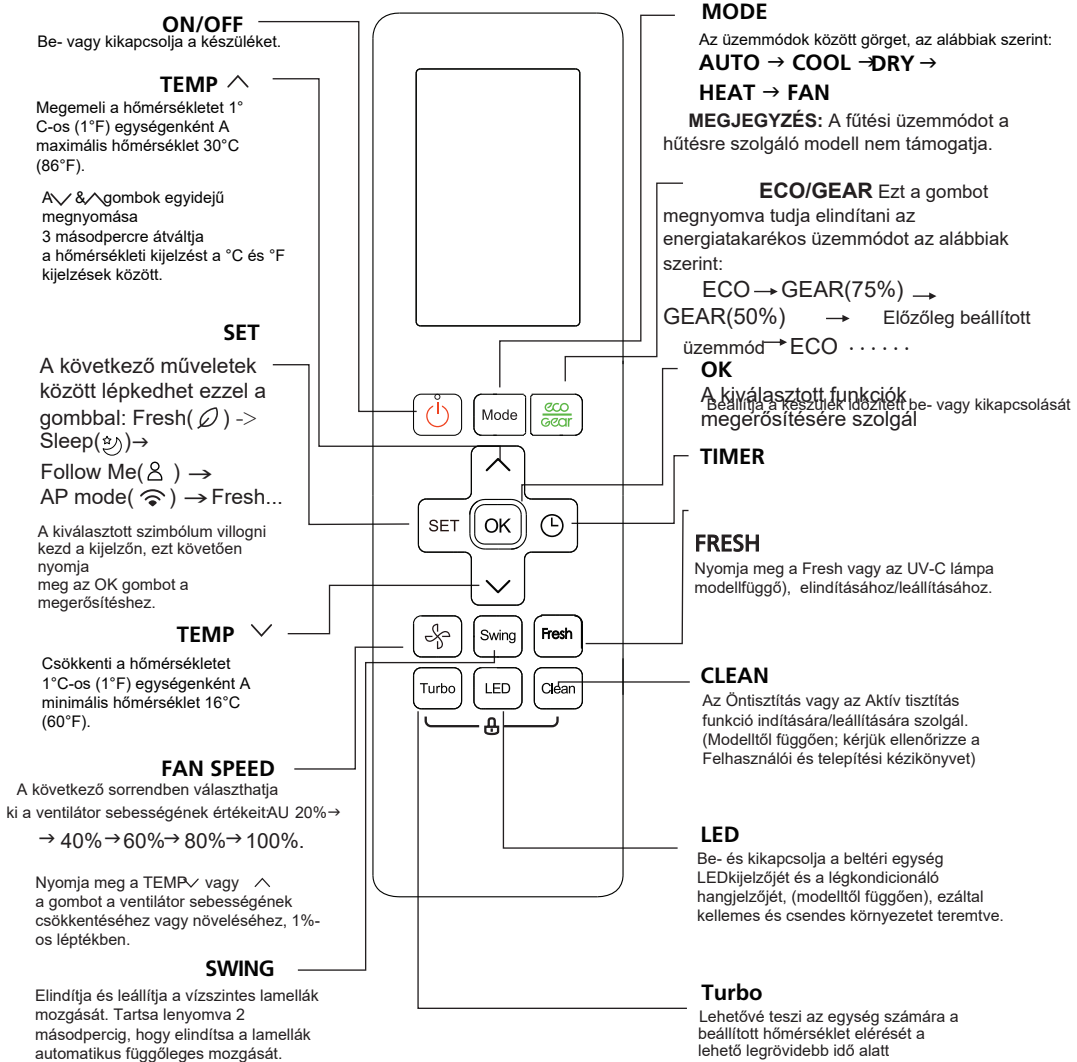 ON/OFF
Be- vagy kikapcsolja a készüléket.
TEMP
Megemeli a hőmérsékletet 1°
C-os (1°F) egységenként A
maximális hőmérséklet 30°C
(86°F).
A & gombok egyidejű
megnyomása
3 másodpercre átváltja
a hőmérsékleti kijelzést a °C és °F
kijelzések között.
SET
A következő műveletek
között lépkedhet ezzel a
gombbal: Fresh( ) ->
Sleep( )→
Follow Me( ) →
AP mode( ) → Fresh...
A kiválasztott szimbólum villogni
kezd a kijelzőn, ezt követően
nyomja
meg az OK gombot a
megerősítéshez.
TEMP
Csökkenti a hőmérsékletet
1°C-os (1°F) egységenként A
minimális hőmérséklet 16°C
(60°F).
FAN SPEED
A következő sorrendben választhatja
ki a ventilátor sebességének értékeit:AU 20%→
→ 40%→60%→ 80%→ 100%.
Nyomja meg a TEMP vagy
a gombot a ventilátor sebességének
csökkentéséhez vagy növeléséhez, 1%-
os léptékben.
SWING
Elindítja és leállítja a vízszintes lamellák
mozgását. Tartsa lenyomva 2
másodpercig, hogy elindítsa a lamellák
automatikus függőleges mozgását.
Mode
eco
Gear
SET
OK
Swing
Fresh
Turbo
LED
Clean
MODE
Az üzemmódok között görget, az alábbiak szerint:
AUTO → COOL →DRY →
HEAT → FAN
MEGJEGYZÉS: A fűtési üzemmódot a
hűtésre szolgáló modell nem támogatja.
ECO/GEAR Ezt a gombot
megnyomva tudja elindítani az
energiatakarékos üzemmódot az alábbiak
szerint:
ECO → GEAR(75%) →
GEAR(50%) → Előzőleg beállított
üzemmód → ECO · · · · · ·
OK
A kiválasztott funkciók
megerősítésére szolgál
Beállítja a készülék időzített be- vagy kikapcsolását
TIMER
FRESH
Nyomja meg a Fresh vagy az UV-C lámpa
modellfüggő), elindításához/leállításához.
CLEAN
Az Öntisztítás vagy az Aktív tisztítás
funkció indítására/leállítására szolgál.
(Modelltől függően; kérjük ellenőrizze a
Felhasználói és telepítési kézikönyvet)
LED
Be- és kikapcsolja a beltéri egység
LEDkijelzőjét és a légkondicionáló
hangjelzőjét, (modelltől függően), ezáltal
kellemes és csendes környezetet teremtve.
Turbo
Lehetővé teszi az egység számára a
beállított hőmérséklet elérését a
lehető legrövidebb idő alatt